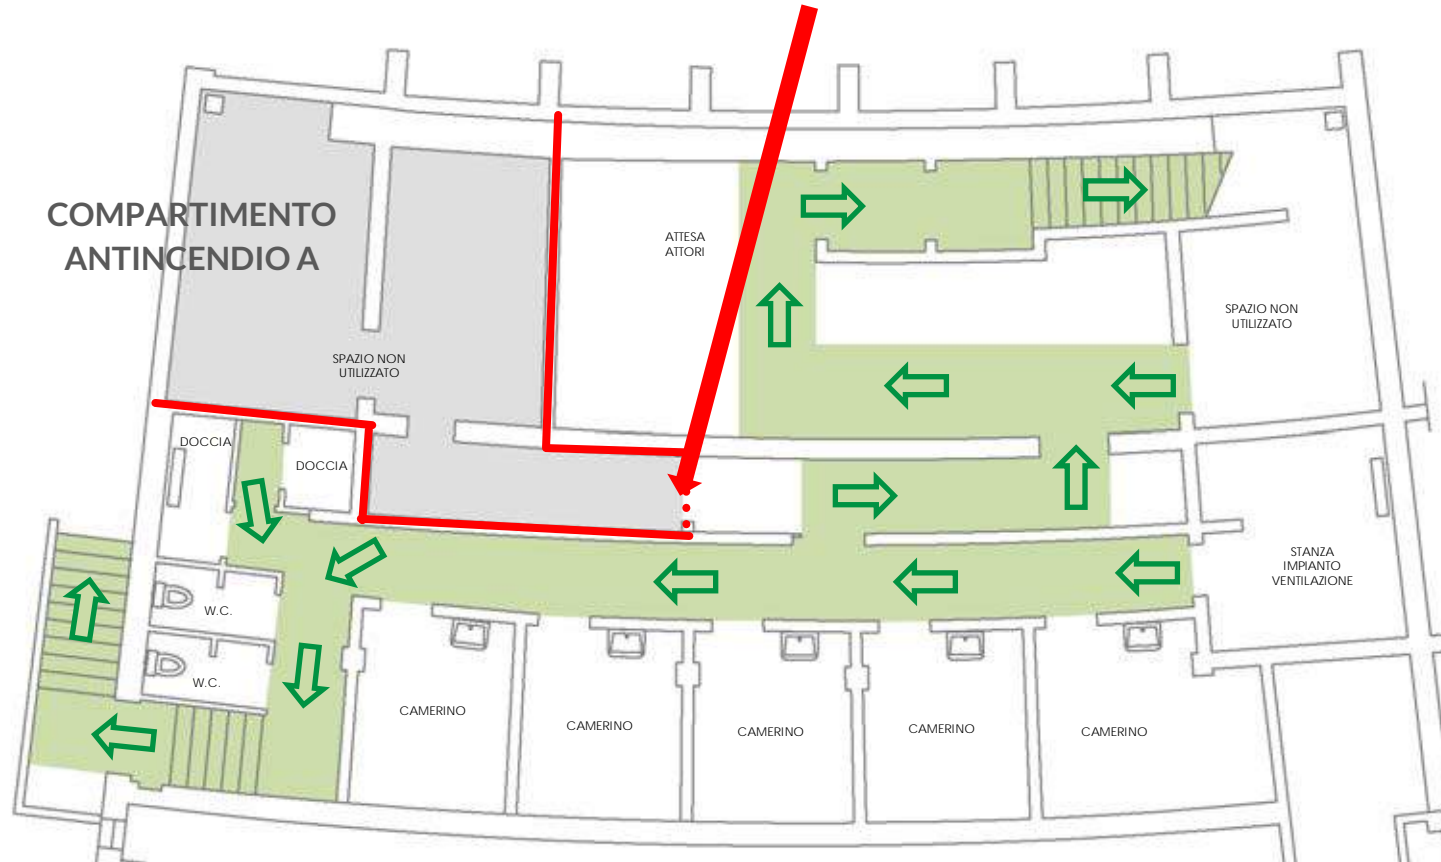 COMPARTIMENTO
ANTINCENDIO A
ATTESA
ATTORI
SPAZIO NON
UTILIZZATO
SPAZIO NON
UTILIZZATO
DOCCIA
DOCCIA
STANZA
IMPIANTO
VENTILAZIONE
W.C.
W.C.
CAMERINO
CAMERINO
CAMERINO
CAMERINO
CAMERINO